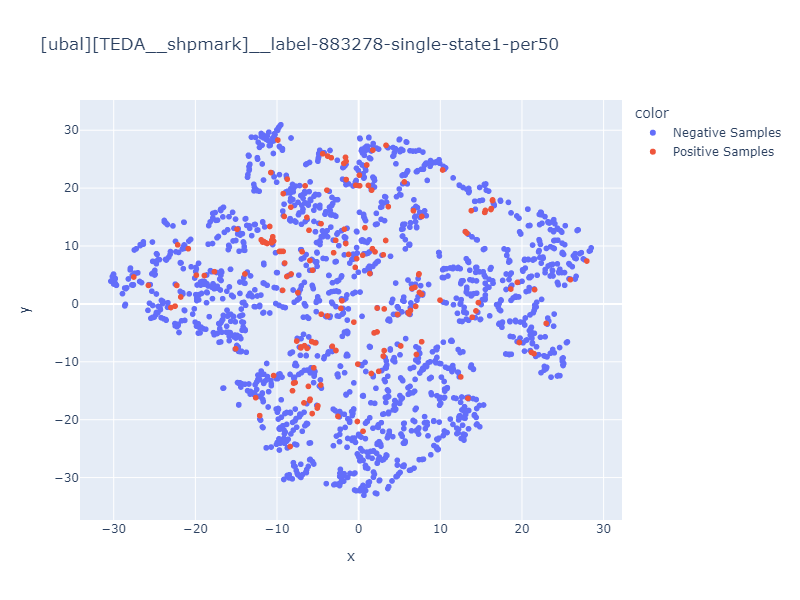 [ubal][TEDA__shpmark]__label-883278-single-state1-per50
color
Negative Samples
Positive Samples
30
20
10
0
−10
−20
−30
y
−30
−20
−10
0
10
20
30
x